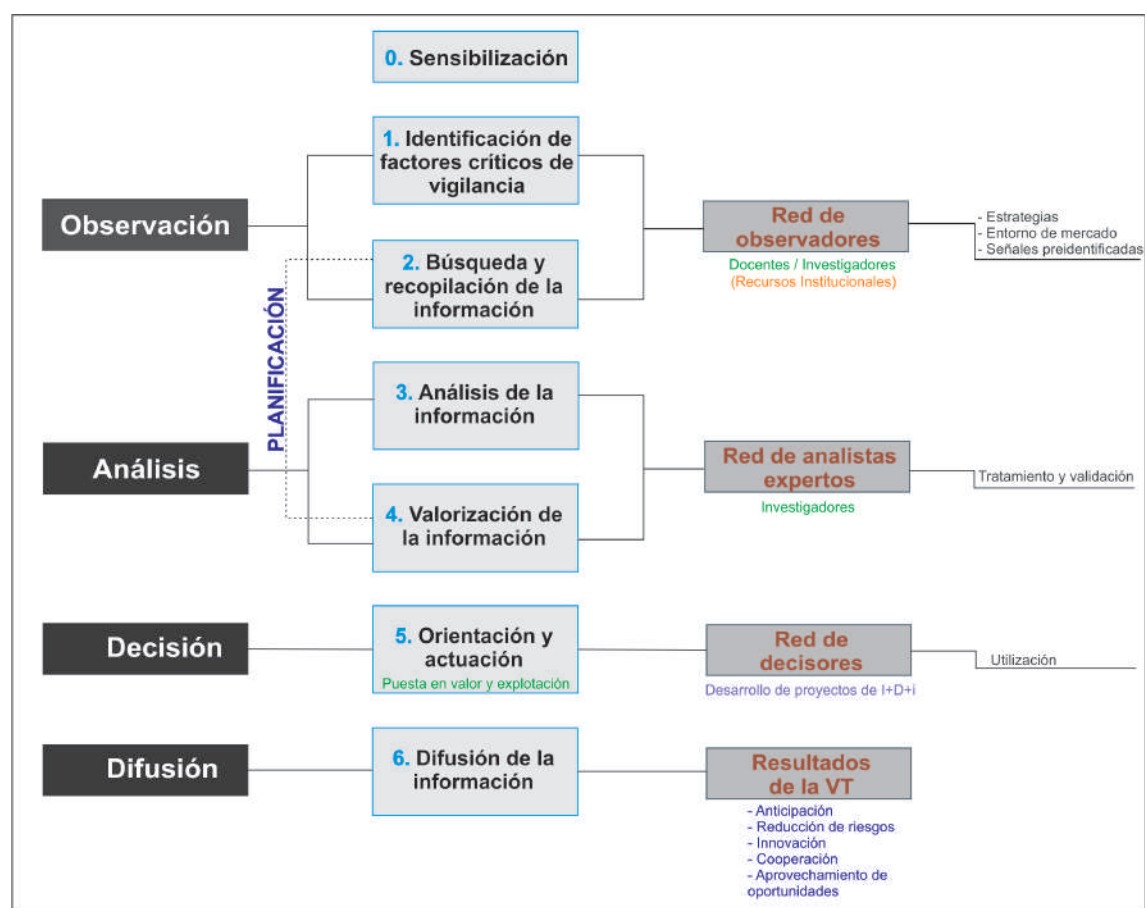 0. Sensibilización
1. Identificación de
factores críticos de
vigilancia
Observación
Red de
observadores
- Estrategias
- Entorno de mercado
- Señales preidentificadas
Docentes / Investigadores
(Recursos Institucionales)
2. Búsqueda y
recopilación de la
información
PLANIFICACIÓN
3. Análisis de la
información
Análisis
Red de analistas
expertos
Tratamiento y validación
Investigadores
4. Valorización de
la información
Decisión
5. Orientación y
actuación
Puesta en valor y explotación
Red de
decisores
Utilización
Desarrollo de proyectos de I+D+i
Difusión
6. Difusión de la
información
Resultados
de la VT
- Anticipación
- Reducción de riesgos
- Innovación
- Cooperación
- Aprovechamiento de
oportunidades